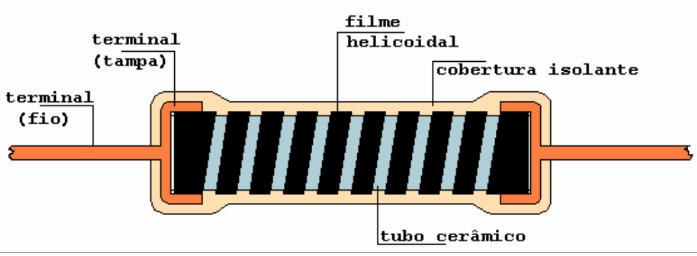 filme
helicoidal
terminal
(tampa)
cobertura isolante
terminal
(fio)
tubo cerâmico